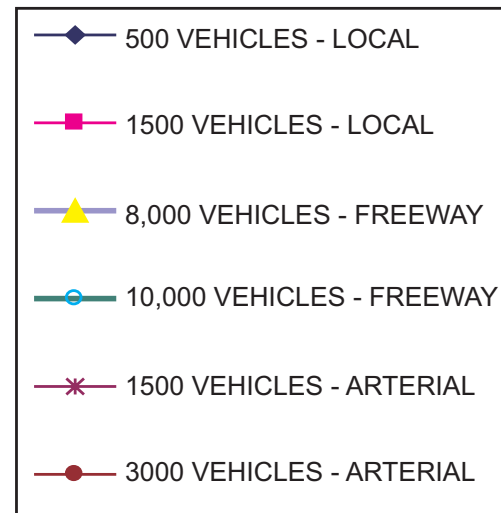 500 VEHICLES - LOCAL
1500 VEHICLES - LOCAL
8,000 VEHICLES - FREEWAY
10,000 VEHICLES - FREEWAY
1500 VEHICLES - ARTERIAL
3000 VEHICLES - ARTERIAL